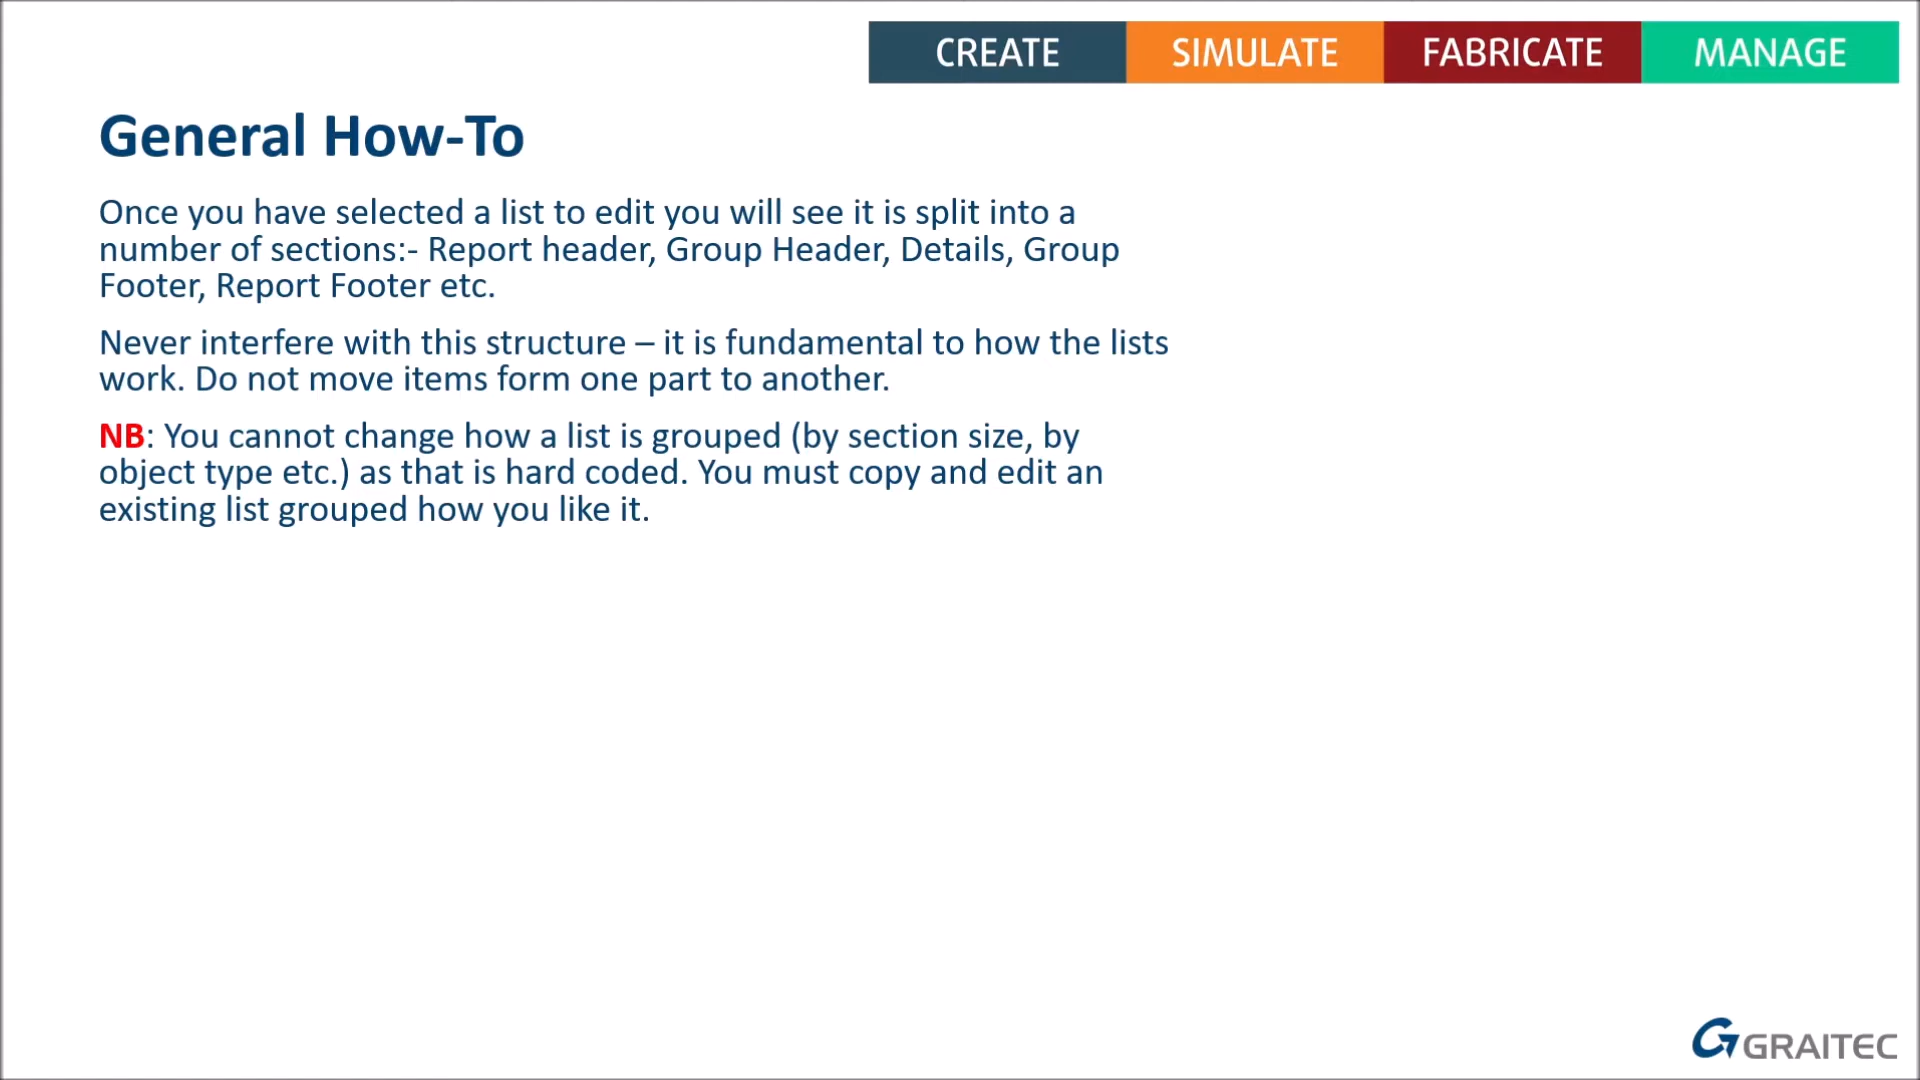 CREATE SIMULATE FABRICATE MANAGE
General How-To
Once you have selected a list to edit you will see it is split into a
number of sections:- Report header, Group Header, Details, Group
Footer, Report Footer etc.
Never interfere with this structure – it is fundamental to how the lists
work. Do not move items form one part to another.
NB: You cannot change how a list is grouped (by section size, by
object type etc.) as that is hard coded. You must copy and edit an
existing list grouped how you like it.
GRAITEC